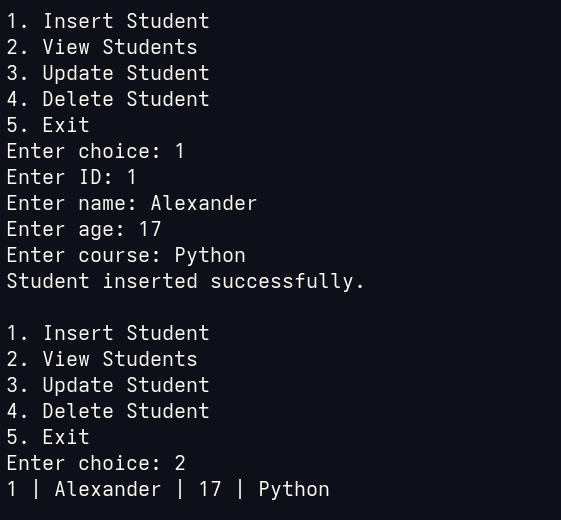 1. Insert Student
2. View Students
3. Update Student
4. Delete Student
5. Exit
Enter choice: 1
Enter ID: 1
Enter name: Alexander
Enter age: 17
Enter course: Python
Student inserted successfully.

1. Insert Student
2. View Students
3. Update Student
4. Delete Student
5. Exit
Enter choice: 2
1 | Alexander | 17 | Python